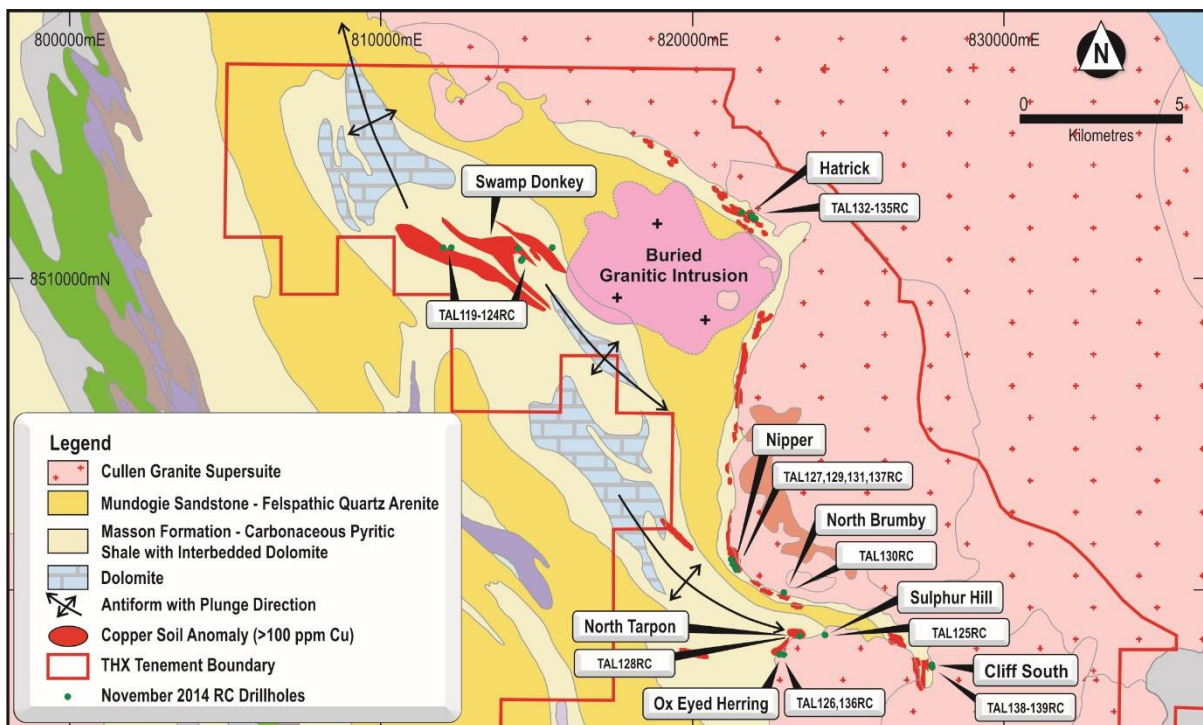 800000mE
810000mE
820000mE
830000mE
N
0
5
Kilometres
Hatrick
TAL132-135RC
Swamp Donkey
Buried
Granitic Intrusion
8510000mN
TAL119-124RC
Nipper
TAL127,129,131,137RC
North Brumby
TAL130RC
Sulphur Hill
TAL125RC
North Tarpon
TAL128RC
Cliff South
TAL138-139RC
Ox Eyed Herring
TAL126,136RC
Legend
Cullen Granite Supersuite
Mundogie Sandstone - Felspathic Quartz Arenite
Masson Formation - Carbonaceous Pyritic
Shale with Interbedded Dolomite
Dolomite
Antiform with Plunge Direction
Copper Soil Anomaly (>100 ppm Cu)
THX Tenement Boundary
November 2014 RC Drillholes